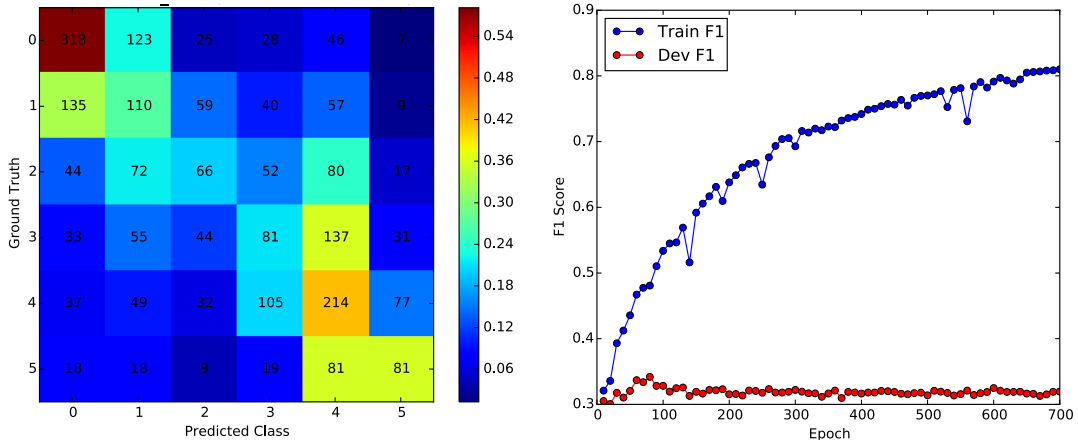 0 318 123 25 28 46 7
1 135 110 59 40 57 9
2 44 72 66 52 80 17
3 33 55 44 81 137 31
4 37 49 32 105 214 77
5 18 18 9 19 81 81
0 1 2 3 4 5
Predicted Class
Ground Truth
0.54
0.48
0.42
0.36
0.30
0.24
0.18
0.12
0.06
Train F1
Dev F1
0.9
0.8
0.7
0.6
0.5
0.4
0.3
F1 Score
0 100 200 300 400 500 600 700
Epoch